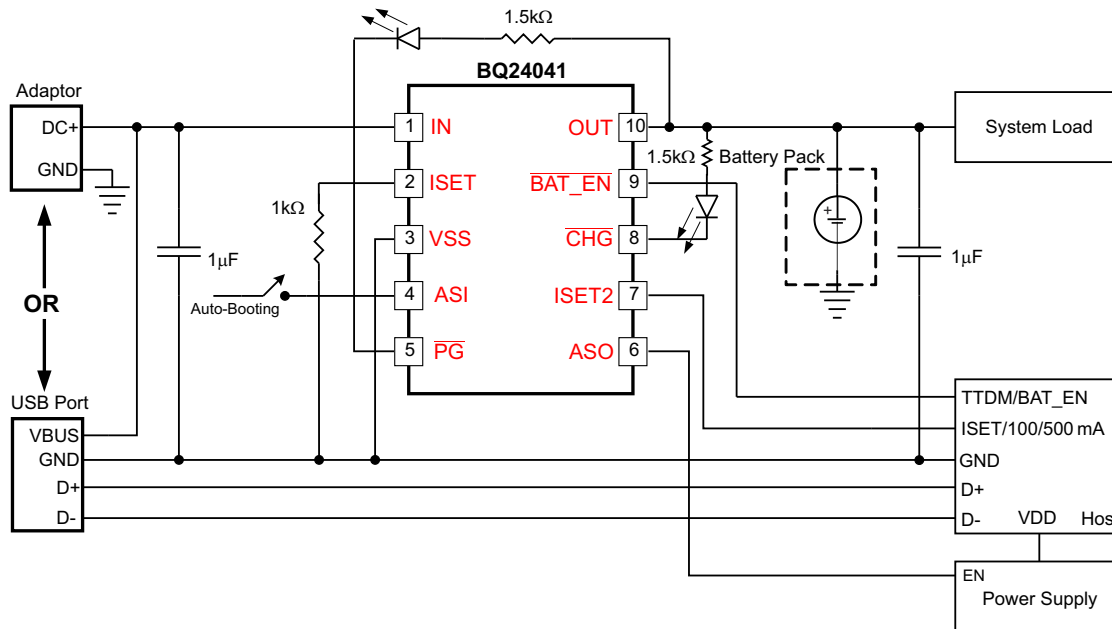 1.5kΩ
BQ24041
Adaptor
DC+
GND
1 IN
OUT 10
System Load
1.5kΩ
Battery Pack
2 ISET
BAT_EN 9
1kΩ
+
3 VSS
CHG 8
1μF
1μF
OR
Auto-Booting
4 ASI
ISET2 7
5 PG
ASO 6
USB Port
VBUS
GND
D+
D-
TTDM/BAT_EN
ISET/100/500 mA
GND
D+
D-
VDD
Hos
EN
Power Supply